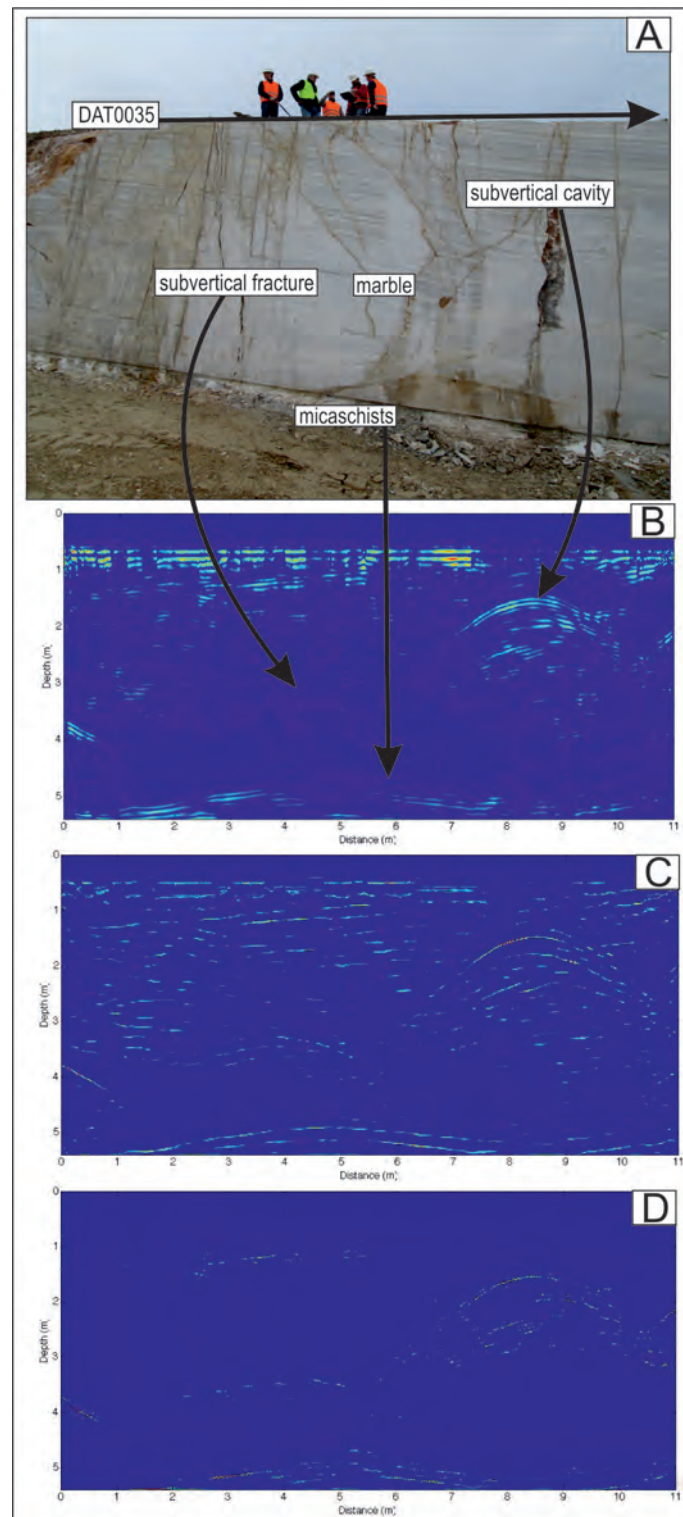 A
DAT0035
subvertical cavity
subvertical fracture
marble
micaschists
B
0
1
2
3
4
5
Depth (m)
0 1 2 3 4 5 6 7 8 9 10 11
Distance (m)
C
0
1
2
3
4
5
Depth (m)
0 1 2 3 4 5 6 7 8 9 10 11
Distance (m)
D
0
1
2
3
4
5
Depth (m)
0 1 2 3 4 5 6 7 8 9 10 11
Distance (m)